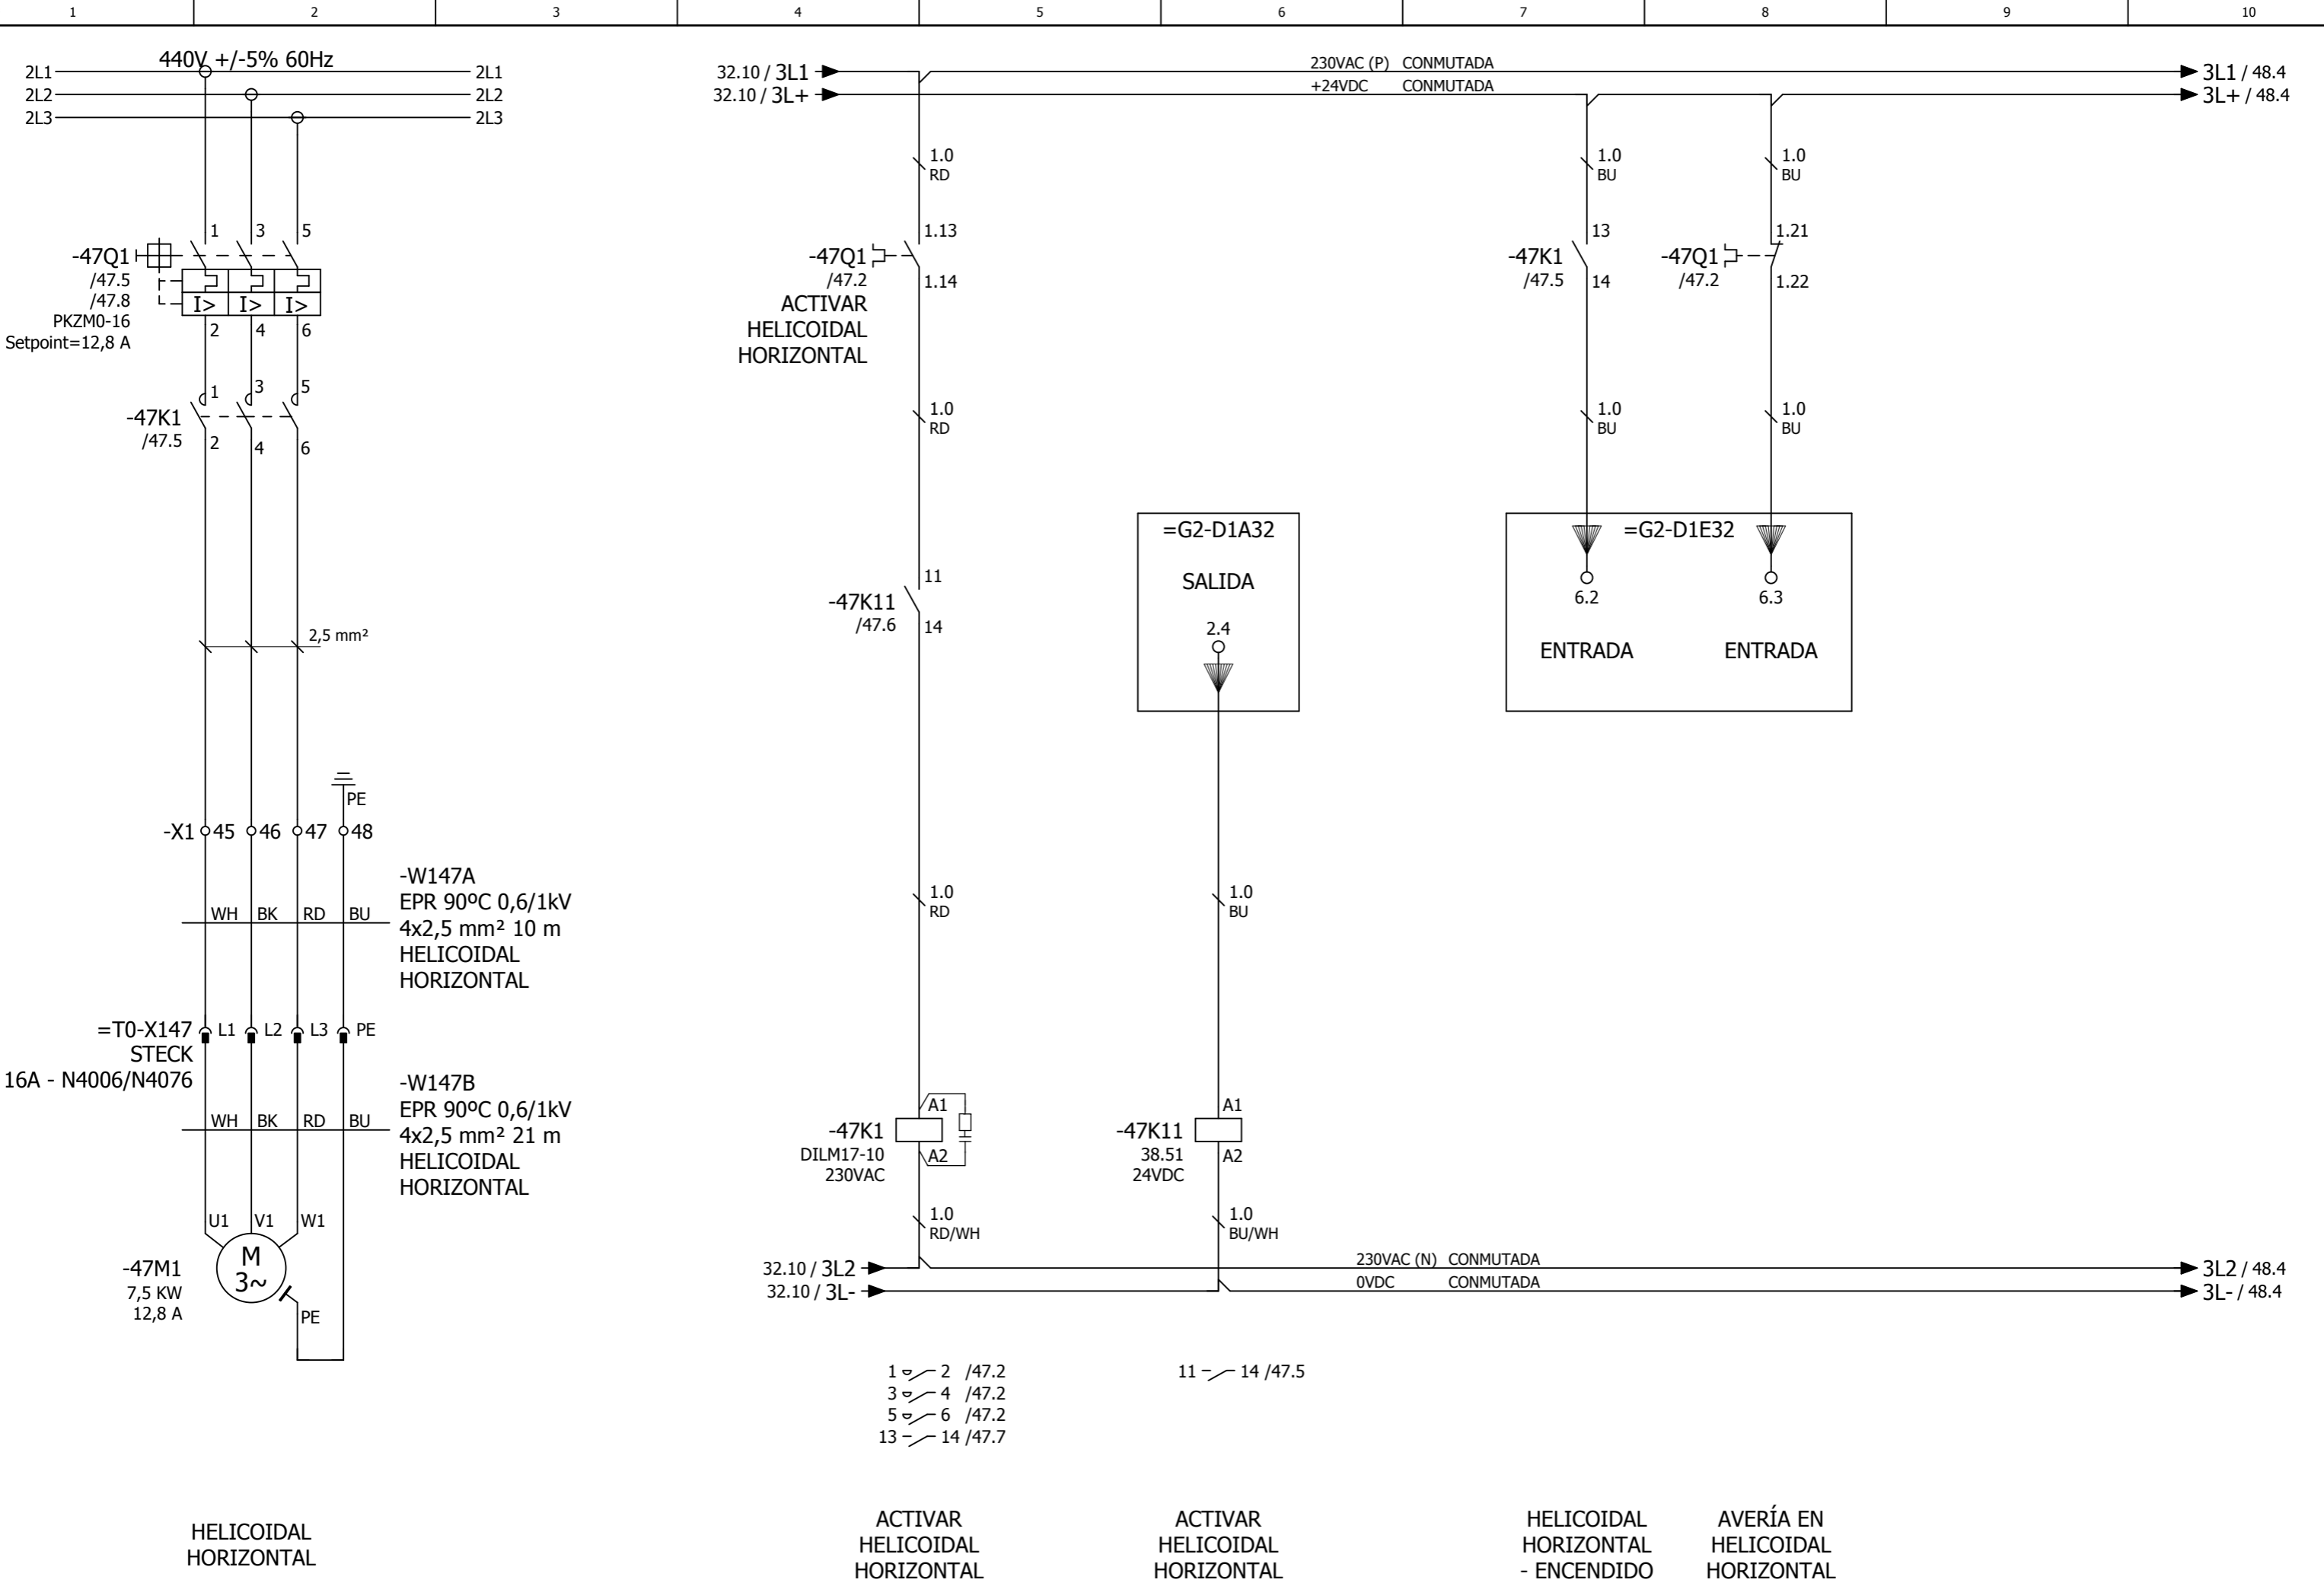 1 2 3 4 5 6 7 8 9 10
440V +/-5% 60Hz
2L1 2L1
2L2 2L2
2L3 2L3
32.10 / 3L1
230VAC (P) CONMUTADA
3L1 / 48.4
32.10 / 3L+
+24VDC CONMUTADA
3L+ / 48.4
1.0
RD
1.0
BU
1.0
BU
-47Q1
/47.5
/47.8
PKZM0-16
Setpoint=12,8 A
1 3 5
I> I> I>
2 4 6
-47Q1
/47.2
ACTIVAR
HELICOIDAL
HORIZONTAL
1.13
1.14
-47K1
/47.5
13
14
-47Q1
/47.2
1.21
1.22
-47K1
/47.5
1 3 5
2 4 6
1.0
RD
1.0
BU
1.0
BU
=G2-D1A32
SALIDA
2.4
=G2-D1E32
6.2 6.3
ENTRADA ENTRADA
-47K11
/47.6
11
14
2,5 mm²
PE
-X1 45 46 47 48
-W147A
EPR 90ºC 0,6/1kV
4x2,5 mm² 10 m
HELICOIDAL
HORIZONTAL
WH BK RD BU
1.0
RD
1.0
BU
=T0-X147
STECK
16A - N4006/N4076
L1 L2 L3 PE
-W147B
EPR 90ºC 0,6/1kV
4x2,5 mm² 21 m
HELICOIDAL
HORIZONTAL
WH BK RD BU
-47K1
DILM17-10
230VAC
A1
A2
-47K11
38.51
24VDC
A1
A2
U1 V1 W1
-47M1
7,5 KW
12,8 A
M
3~
PE
1.0
RD/WH
1.0
BU/WH
32.10 / 3L2
230VAC (N) CONMUTADA
3L2 / 48.4
32.10 / 3L-
0VDC CONMUTADA
3L- / 48.4
1 2 /47.2
3 4 /47.2
5 6 /47.2
13 14 /47.7
11 14 /47.5
HELICOIDAL
HORIZONTAL
ACTIVAR
HELICOIDAL
HORIZONTAL
ACTIVAR
HELICOIDAL
HORIZONTAL
HELICOIDAL
HORIZONTAL
- ENCENDIDO
AVERÍA EN
HELICOIDAL
HORIZONTAL